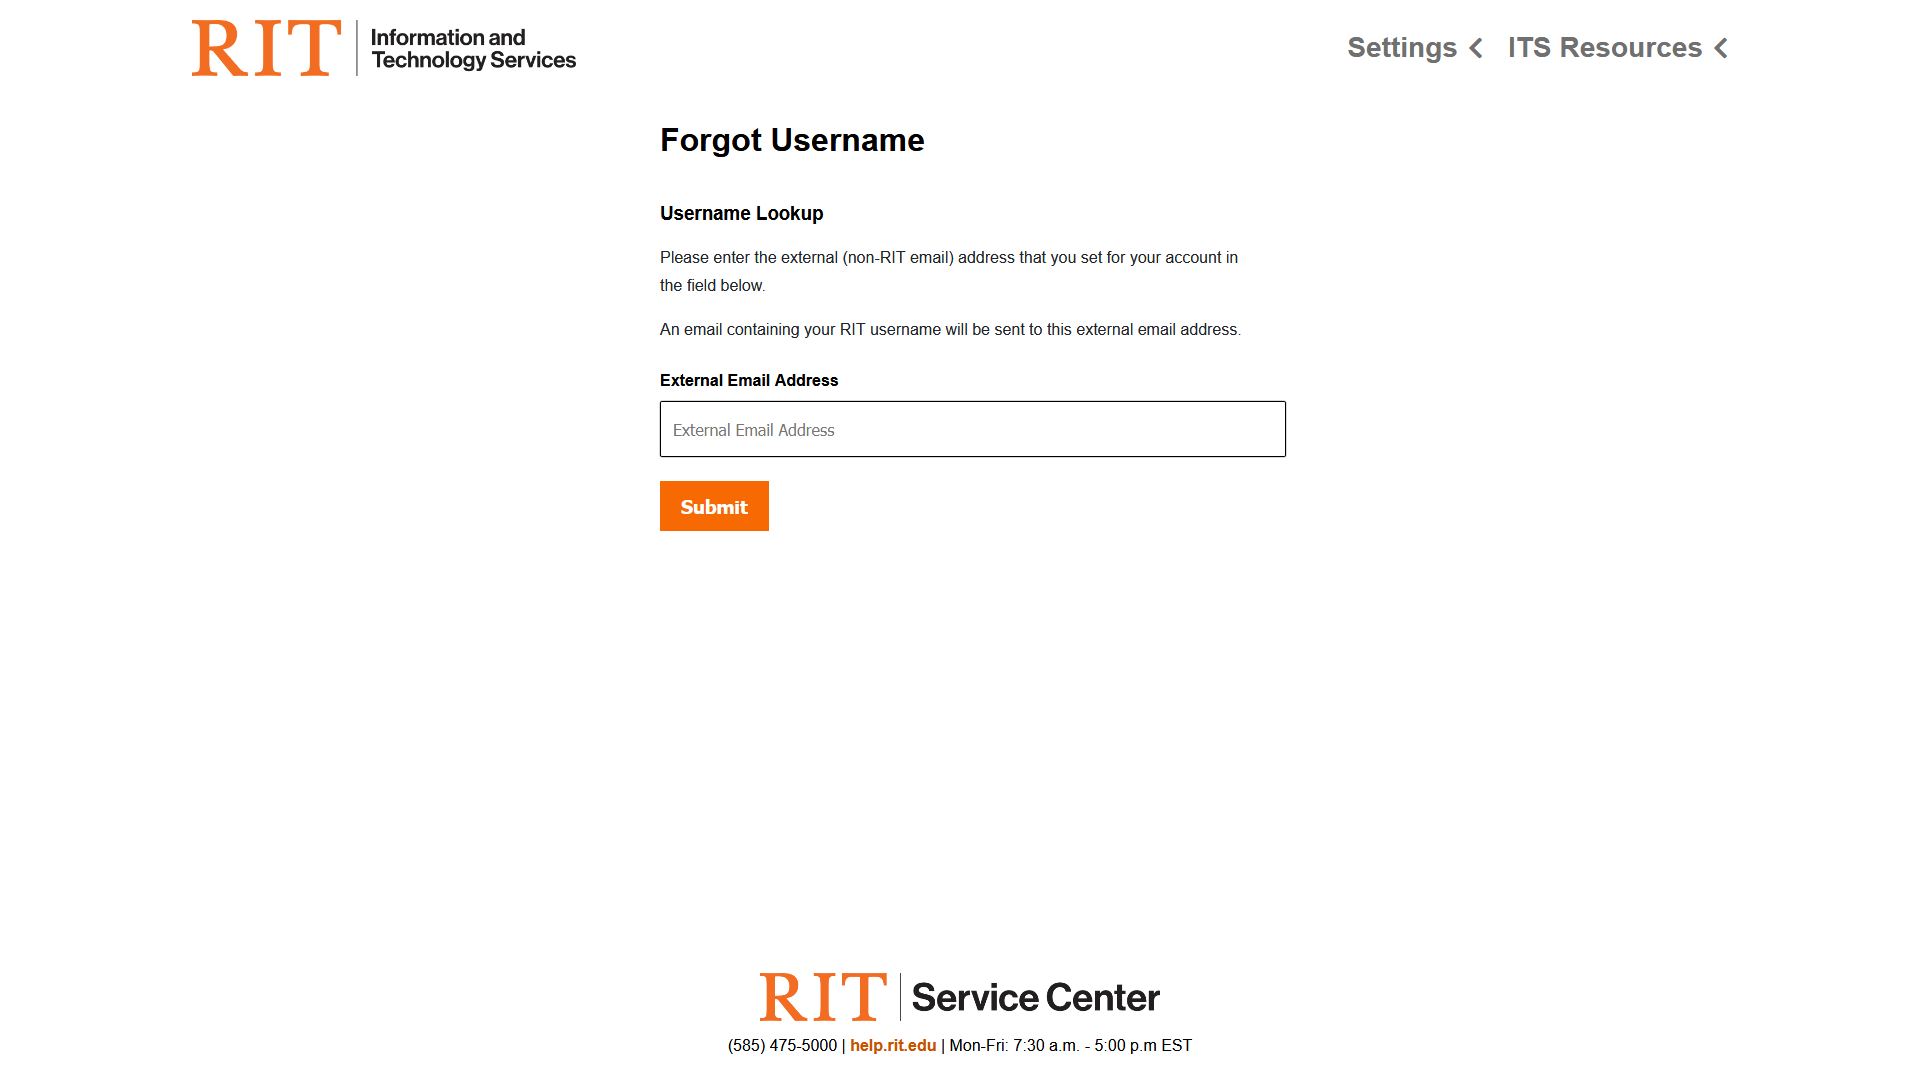 RIT Information and
Technology Services
Settings
ITS Resources
Forgot Username
Username Lookup
Please enter the external (non-RIT email) address that you set for your account in
the field below.
An email containing your RIT username will be sent to this external email address.
External Email Address
External Email Address
Submit
RIT Service Center
(585) 475-5000 | help.rit.edu | Mon-Fri: 7:30 a.m. - 5:00 p.m EST